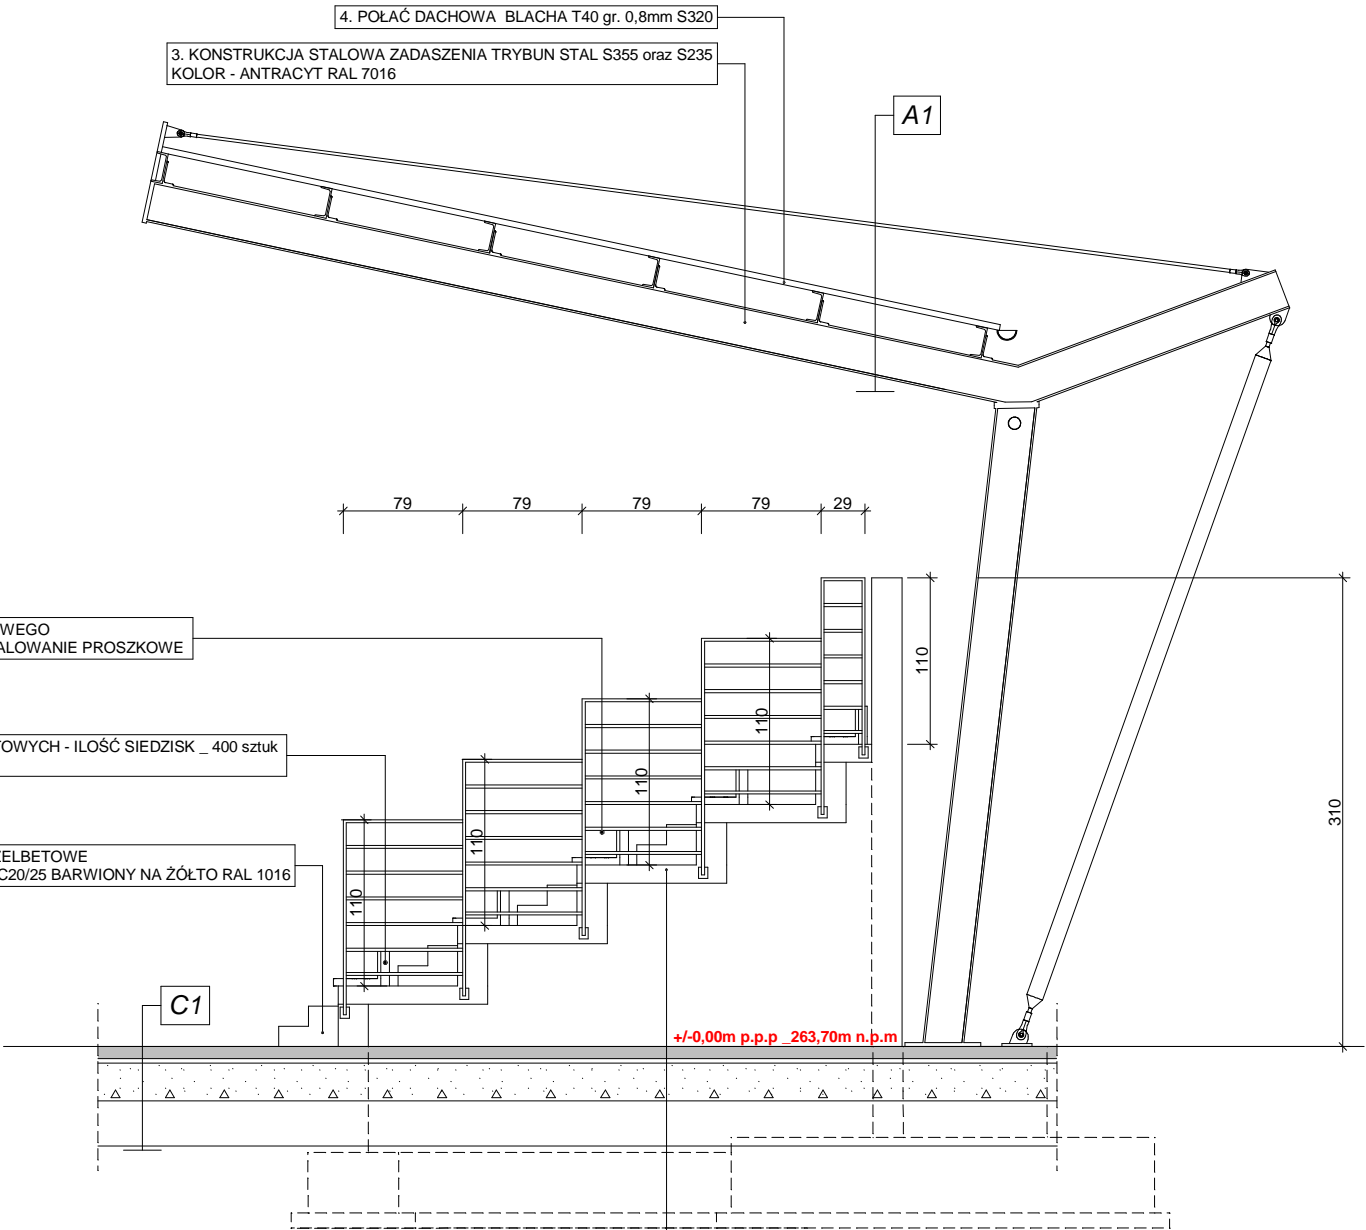 4. POŁAĆ DACHOWA BLACHA T40 gr. 0,8mm S320
3. KONSTRUKCJA STALOWA ZADASZENIA TRYBUN STAL S355 oraz S235
KOLOR - ANTRACYT RAL 7016
A1
79
79
79
79
29
WEGO
ALOWANIE PROSZKOWE
110
110
110
110
110
310
TOWYCH - ILOŚĆ SIEDZISK _ 400 sztuk
ELBETOWE
C20/25 BARWIONY NA ŻÓŁTO RAL 1016
C1
+/-0,00m p.p.p _263,70m n.p.m